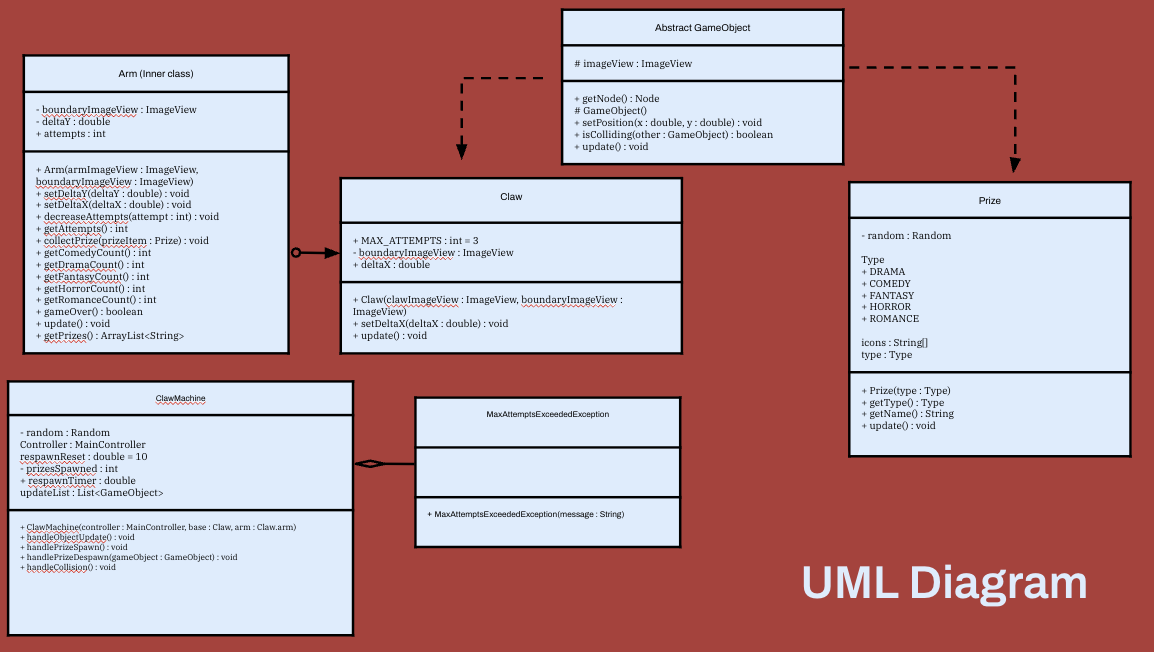 Abstract GameObject
# imageView : ImageView
+ getNode() : Node
# GameObject()
+ setPosition(x : double, y : double) : void
+ isColliding(other : GameObject) : boolean
+ update() : void
Arm (Inner class)
- boundaryImageView : ImageView
- deltaY : double
+ attempts : int
+ Arm(armImageView : ImageView,
boundaryImageView : ImageView)
+ setDeltaY(deltaY : double) : void
+ setDeltaX(deltaX : double) : void
+ decreaseAttempts(attempt : int) : void
+ getAttempts() : int
+ collectPrize(prizeItem : Prize) : void
+ getComedyCount() : int
+ getDramaCount() : int
+ getFantasyCount() : int
+ getHorrorCount() : int
+ getRomanceCount() : int
+ gameOver() : boolean
+ update() : void
+ getPrizes() : ArrayList<String>
Claw
+ MAX_ATTEMPTS : int = 3
- boundaryImageView : ImageView
+ deltaX : double
+ Claw(clawImageView : ImageView, boundaryImageView :
ImageView)
+ setDeltaX(deltaX : double) : void
+ update() : void
Prize
- random : Random
Type
+ DRAMA
+ COMEDY
+ FANTASY
+ HORROR
+ ROMANCE
icons : String[]
type : Type
+ Prize(type : Type)
+ getType() : Type
+ getName() : String
+ update() : void
ClawMachine
- random : Random
Controller : MainController
respawnReset : double = 10
- prizesSpawned : int
+ respawnTimer : double
updateList : List<GameObject>
+ ClawMachine(controller : MainController, base : Claw, arm : Claw.arm)
+ handleObjectUpdate() : void
+ handlePrizeSpawn() : void
+ handlePrizeDespawn(gameObject : GameObject) : void
+ handleCollision() : void
MaxAttemptsExceededException
+ MaxAttemptsExceededException(message : String)
UML Diagram